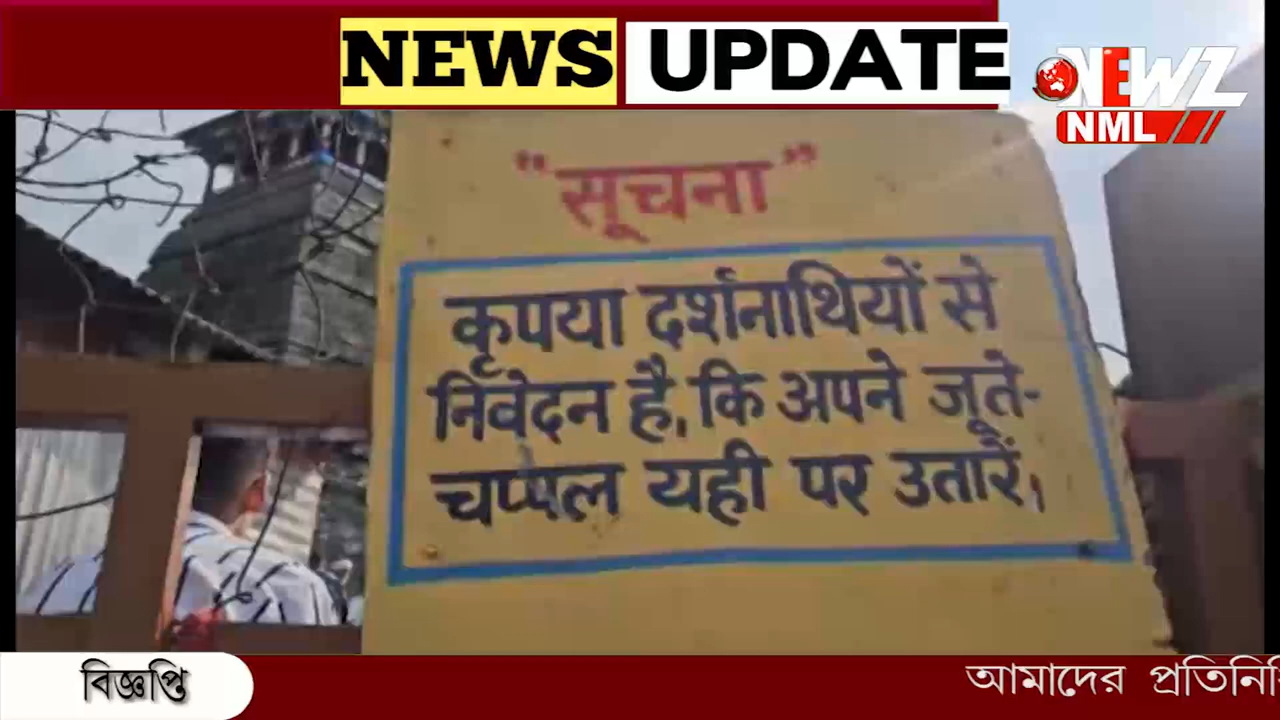 NEWS UPDATE
NEWZ
NML
"सूचना"
कृपया दर्शनाथियों से
निवेदन है, कि अपने जूते-
चप्पल यही पर उतारें,
বিজ্ঞপ্তি
আমাদের